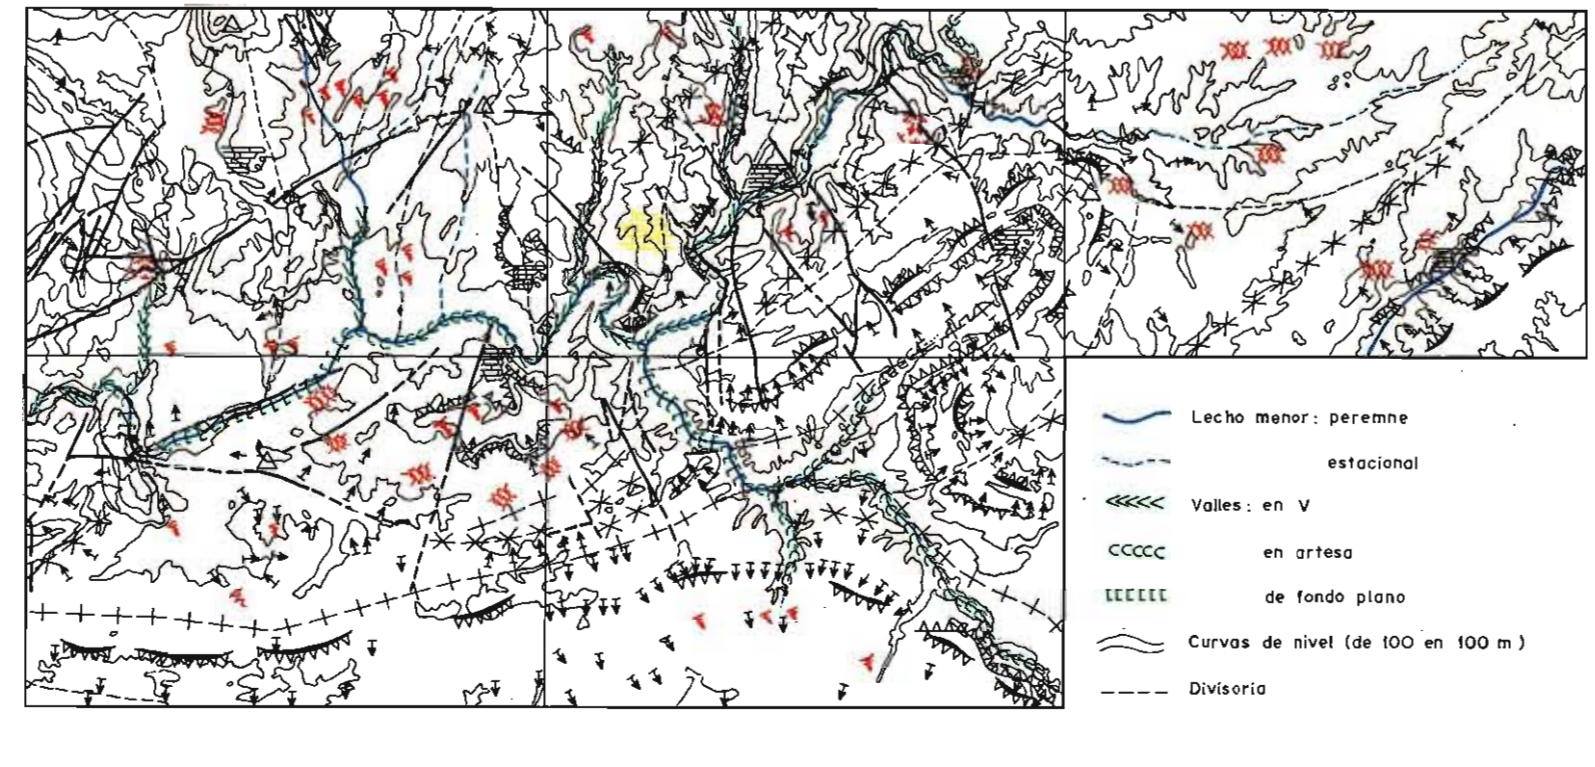 Lecho menor: peremne
estacional
Valles: en V
en artesa
de fondo plano
Curvas de nivel (de 100 en 100 m)
Divisoria